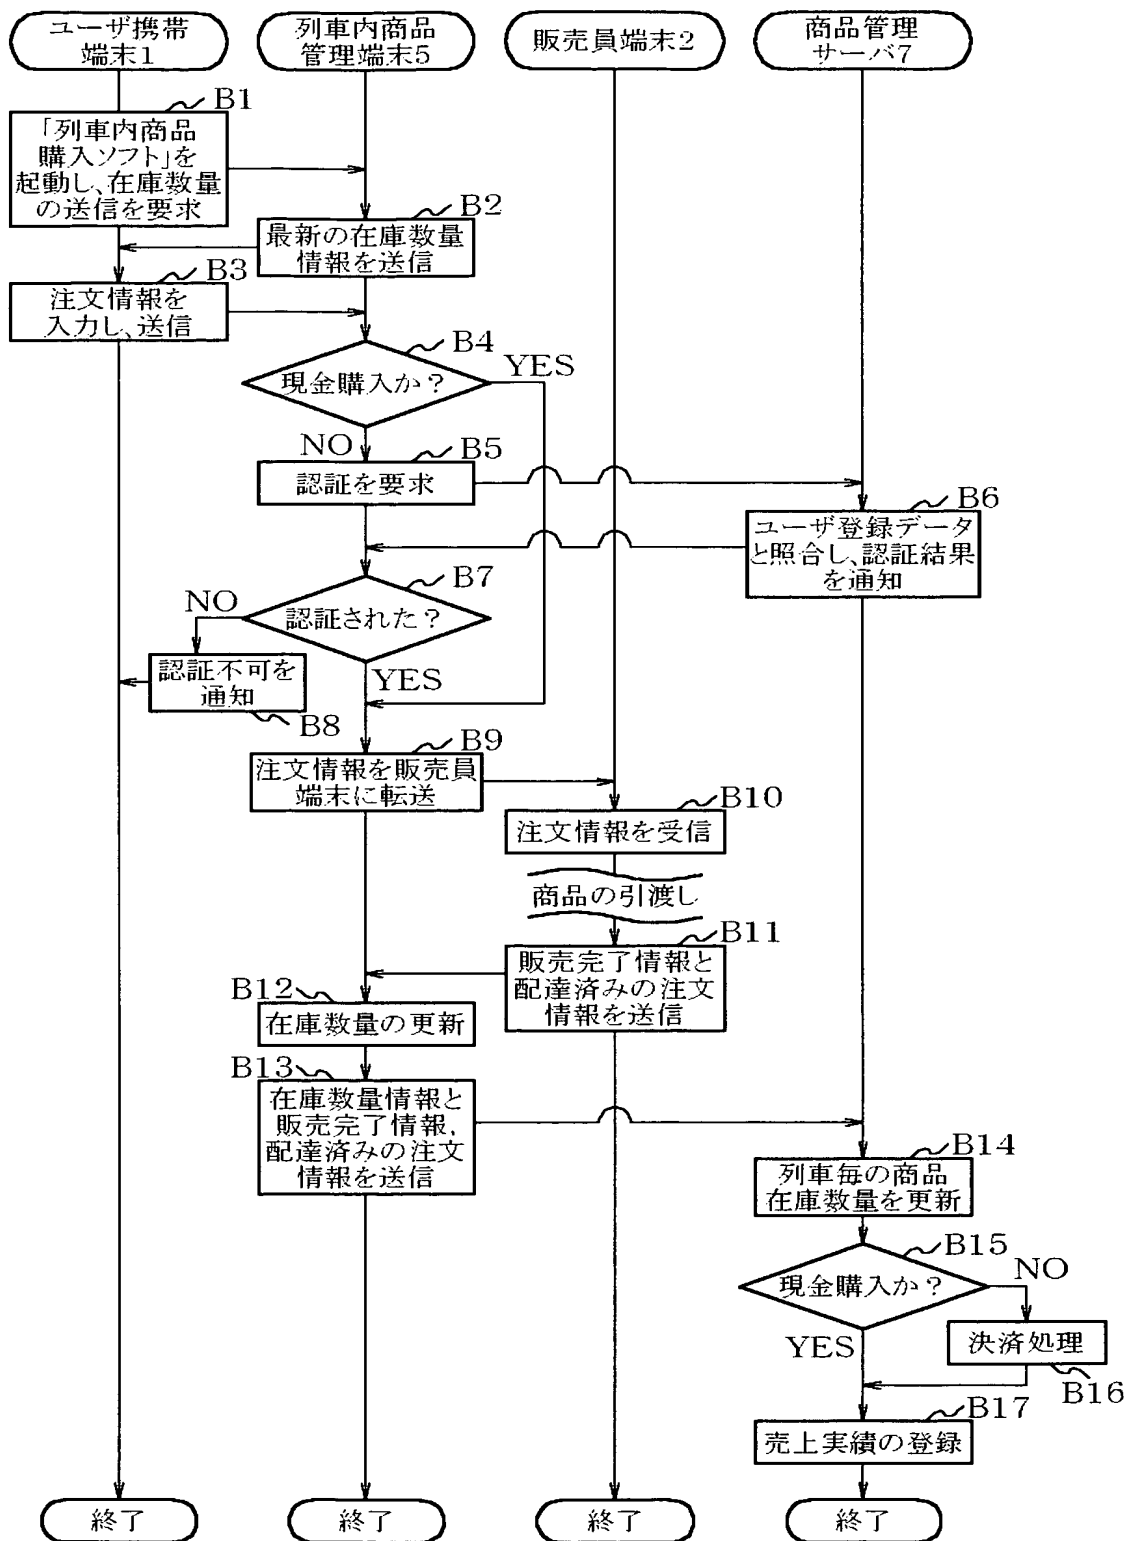 ユーザ携帯
端末1
列車内商品
管理端末5
販売員端末2
商品管理
サーバ7
B1
「列車内商品
購入ソフト」を
起動し、在庫数量
の送信を要求
B2
最新の在庫数量
情報を送信
B3
注文情報を
入力し、送信
B4
現金購入か?
YES
NO
B5
認証を要求
B6
ユーザ登録データ
と照合し、認証結果
を通知
B7
認証された?
NO
YES
認証不可を
通知
B8
B9
注文情報を販売員
端末に転送
B10
注文情報を受信
商品の引渡し
B11
販売完了情報と
配達済みの注文
情報を送信
B12
在庫数量の更新
B13
在庫数量情報と
販売完了情報,
配達済みの注文
情報を送信
B14
列車毎の商品
在庫数量を更新
B15
現金購入か?
NO
YES
決済処理
B16
B17
売上実績の登録
終了
終了
終了
終了